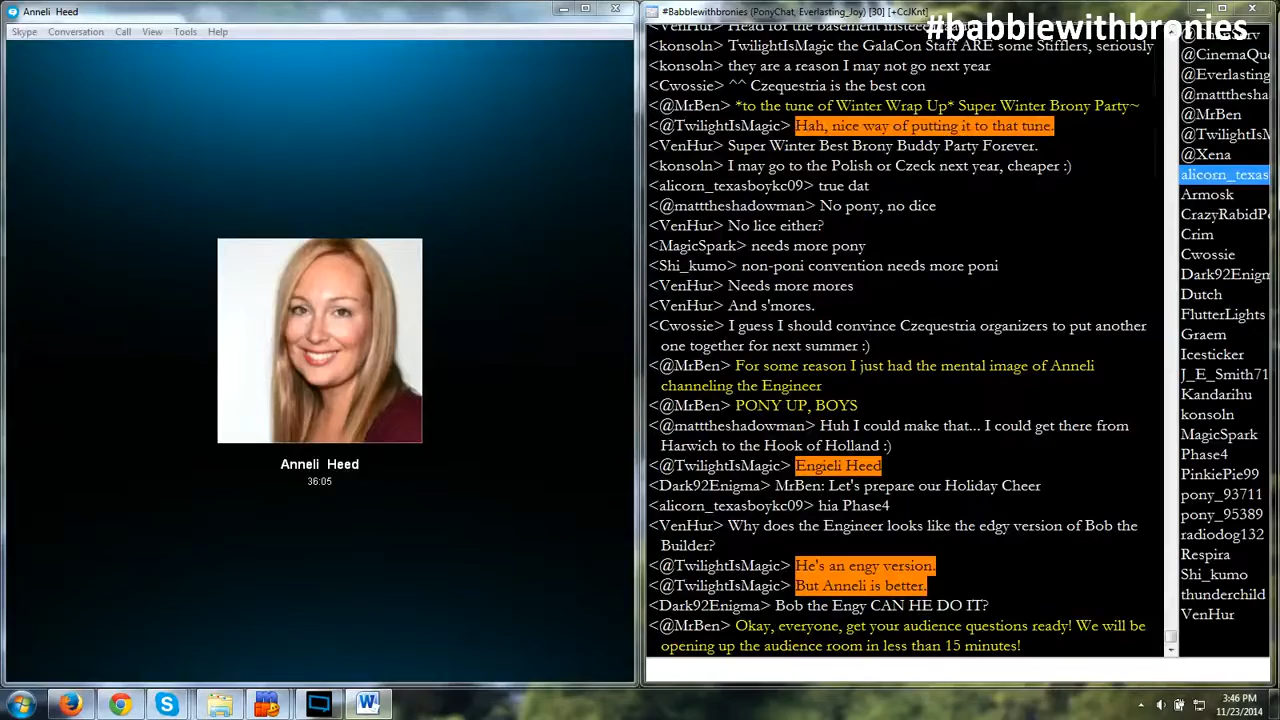 Anneli Heed
Skype Conversation Call View Tools Help
Anneli Heed
36:05
#Babblewithbronies (PonyChat, Everlasting_Joy) [30] [+CcJKnt]
#babblewithbronies
<VenHur> Head for the basement instead
<konsoln> TwilightIsMagic the GalaCon Staff ARE some Stifflers, seriously
<konsoln> they are a reason I may not go next year
<Cwossie> ^^ Czequestria is the best con
<@MrBen> *to the tune of Winter Wrap Up* Super Winter Brony Party~
<@TwilightIsMagic> Hah, nice way of putting it to that tune.
<VenHur> Super Winter Best Brony Buddy Party Forever.
<konsoln> I may go to the Polish or Czeck next year, cheaper :)
<alicorn_texasboykc09> true dat
<@matttheshadowman> No pony, no dice
<VenHur> No lice either?
<MagicSpark> needs more pony
<Shi_kumo> non-poni convention needs more poni
<VenHur> Needs more mores
<VenHur> And s'mores.
<Cwossie> I guess I should convince Czequestria organizers to put another
one together for next summer :)
<@MrBen> For some reason I just had the mental image of Anneli
channeling the Engineer
<@MrBen> PONY UP, BOYS
<@matttheshadowman> Huh I could make that... I could get there from
Harwich to the Hook of Holland :)
<@TwilightIsMagic> Engieli Heed
<Dark92Enigma> MrBen: Let's prepare our Holiday Cheer
<alicorn_texasboykc09> hia Phase4
<VenHur> Why does the Engineer looks like the edgy version of Bob the
Builder?
<@TwilightIsMagic> He's an engy version.
<@TwilightIsMagic> But Anneli is better.
<Dark92Enigma> Bob the Engy CAN HE DO IT?
<@MrBen> Okay, everyone, get your audience questions ready! We will be
opening up the audience room in less than 15 minutes!
@CinemaQue
@Everlasting
@matttheshad
@MrBen
@TwilightIsM
@Xena
alicorn_texas
Armosk
CrazyRabidPo
Crim
Cwossie
Dark92Enigm
Dutch
FlutterLights
Graem
Icesticker
J_E_Smith71
Kandarihu
konsoln
MagicSpark
Phase4
PinkiePie99
pony_93711
pony_95389
radiodog132
Respira
Shi_kumo
thunderchild
VenHur
3:46 PM
11/23/2014